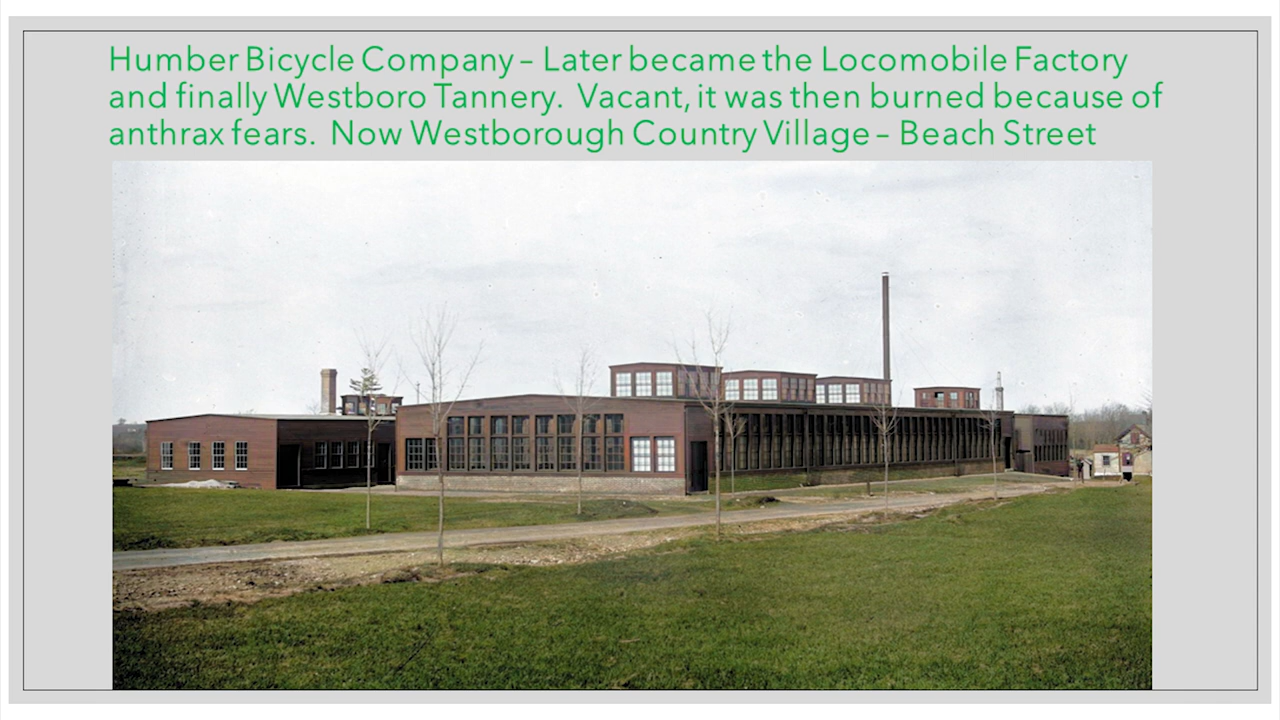 Humber Bicycle Company – Later became the Locomobile Factory
and finally Westboro Tannery.  Vacant, it was then burned because of
anthrax fears.  Now Westborough Country Village – Beach Street